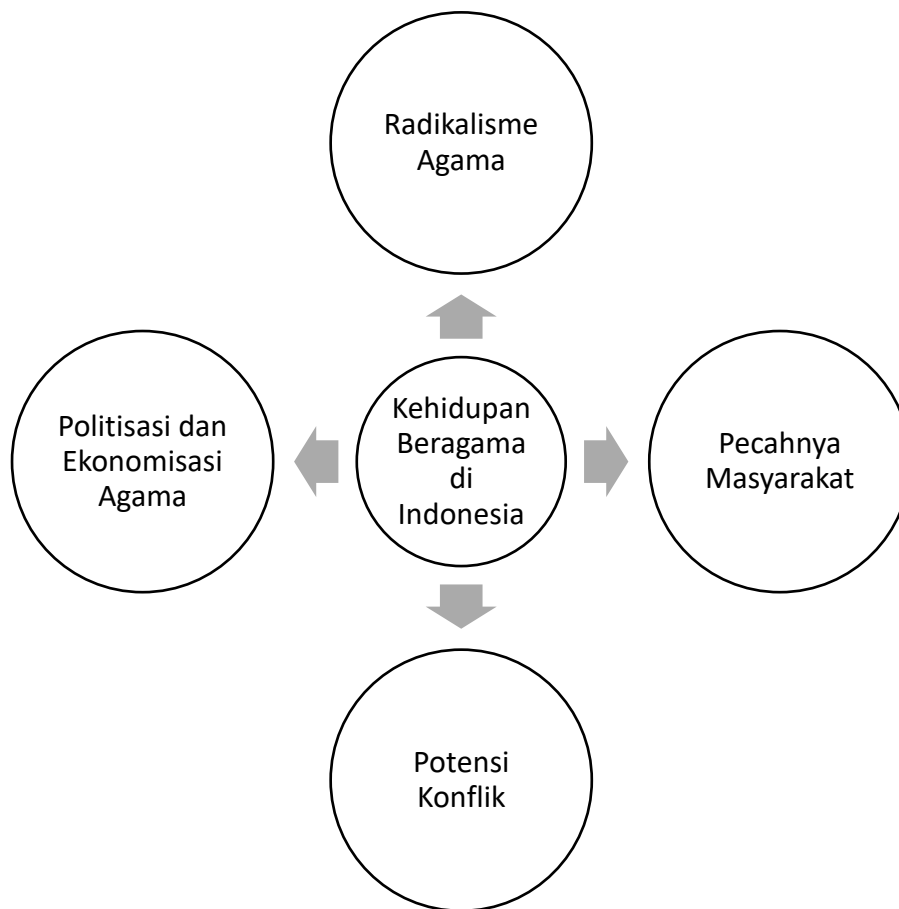 Radikalisme
Agama
Politisasi dan
Ekonomisasi
Agama
Kehidupan
Beragama
di
Indonesia
Pecahnya
Masyarakat
Potensi
Konflik